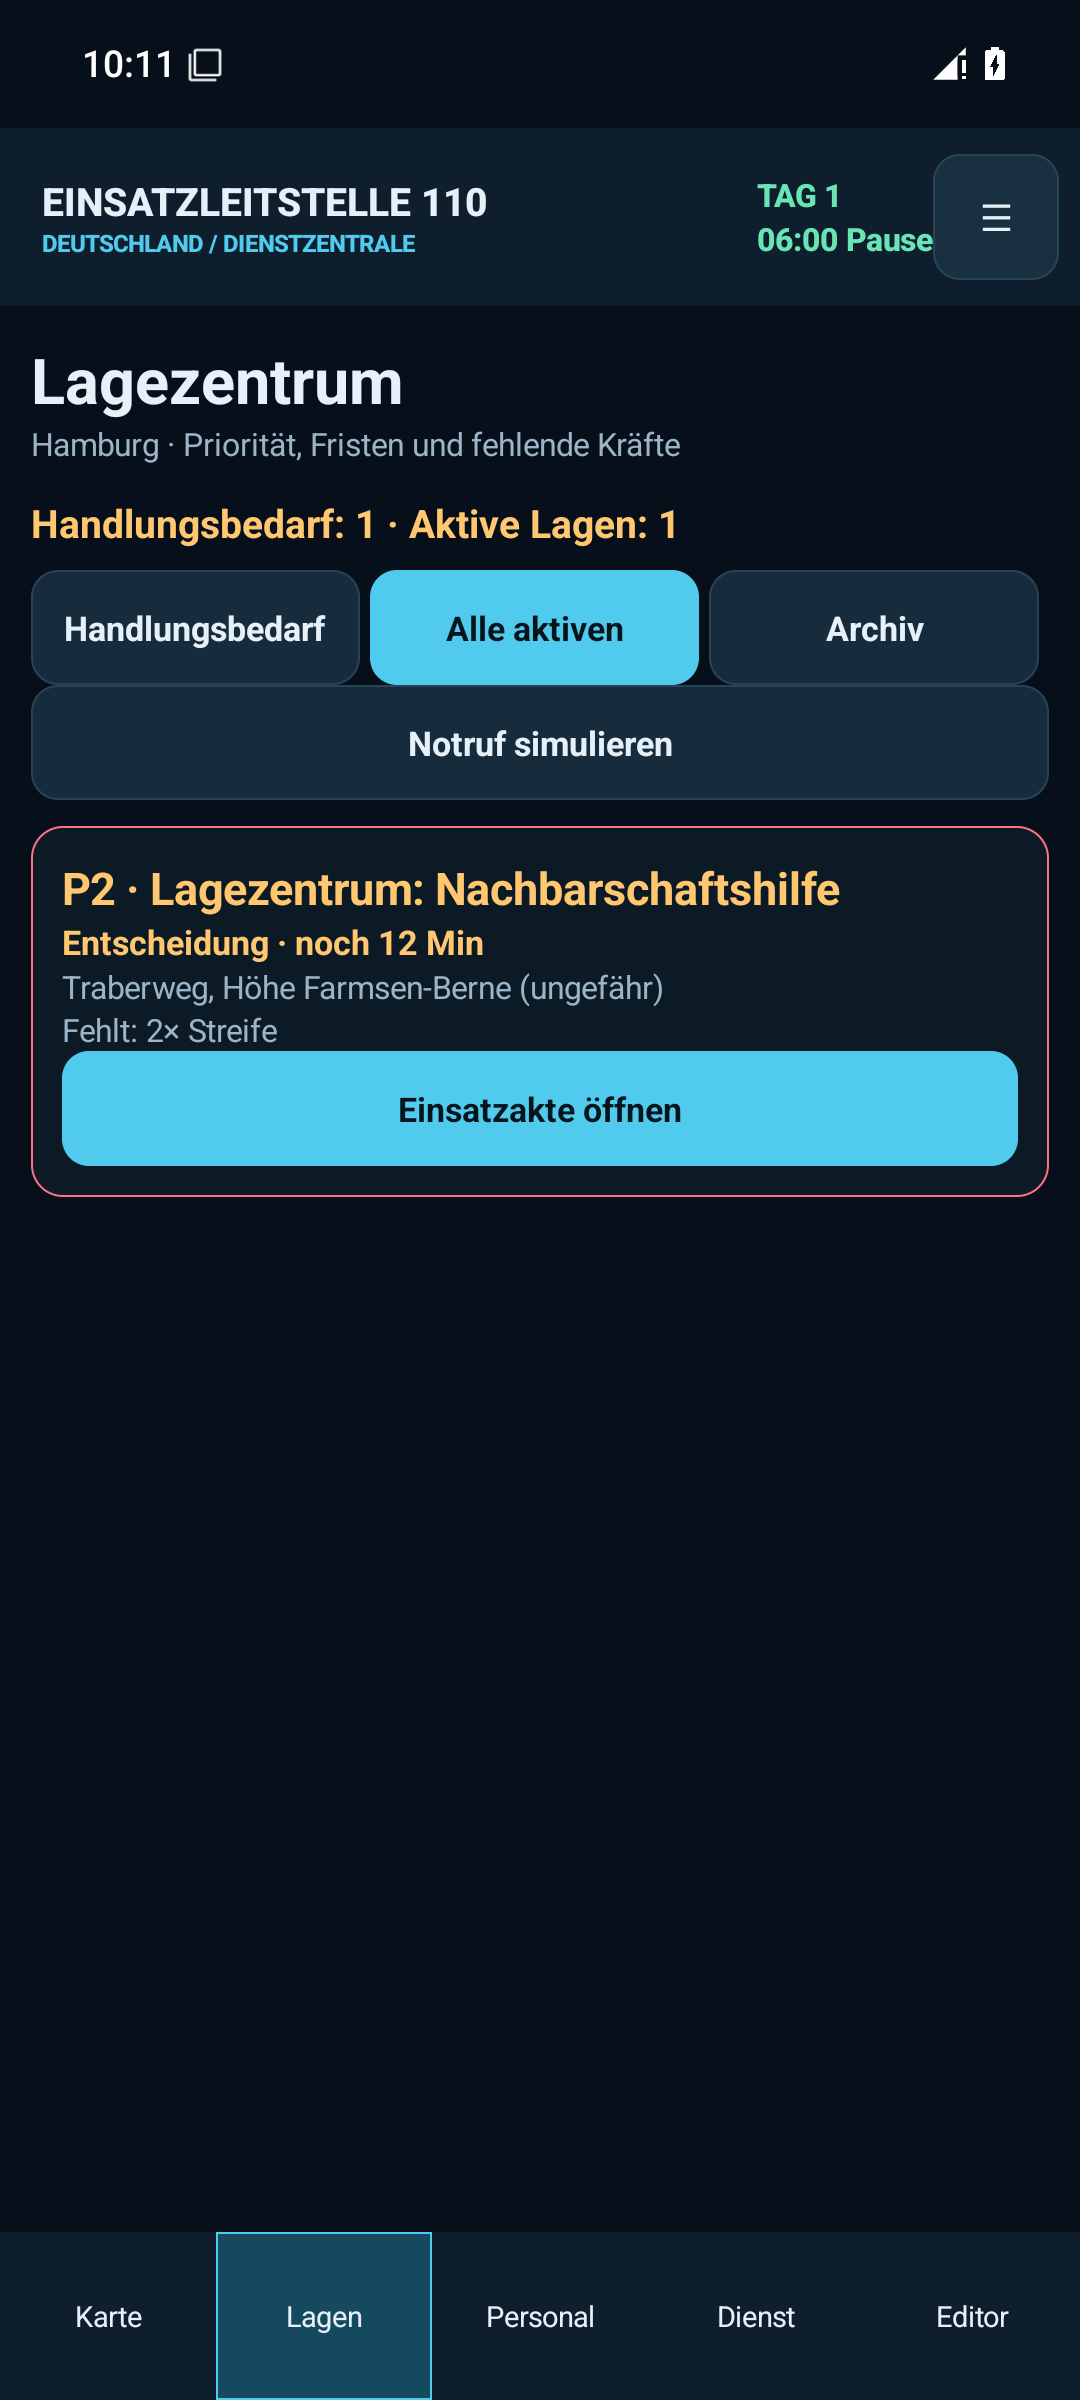 10:11
EINSATZLEITSTELLE 110
DEUTSCHLAND / DIENSTZENTRALE
TAG 1
06:00 Pause
Lagezentrum
Hamburg · Priorität, Fristen und fehlende Kräfte
Handlungsbedarf: 1 · Aktive Lagen: 1
Handlungsbedarf
Alle aktiven
Archiv
Notruf simulieren
P2 · Lagezentrum: Nachbarschaftshilfe
Entscheidung · noch 12 Min
Traberweg, Höhe Farmsen-Berne (ungefähr)
Fehlt: 2× Streife
Einsatzakte öffnen
Karte
Lagen
Personal
Dienst
Editor